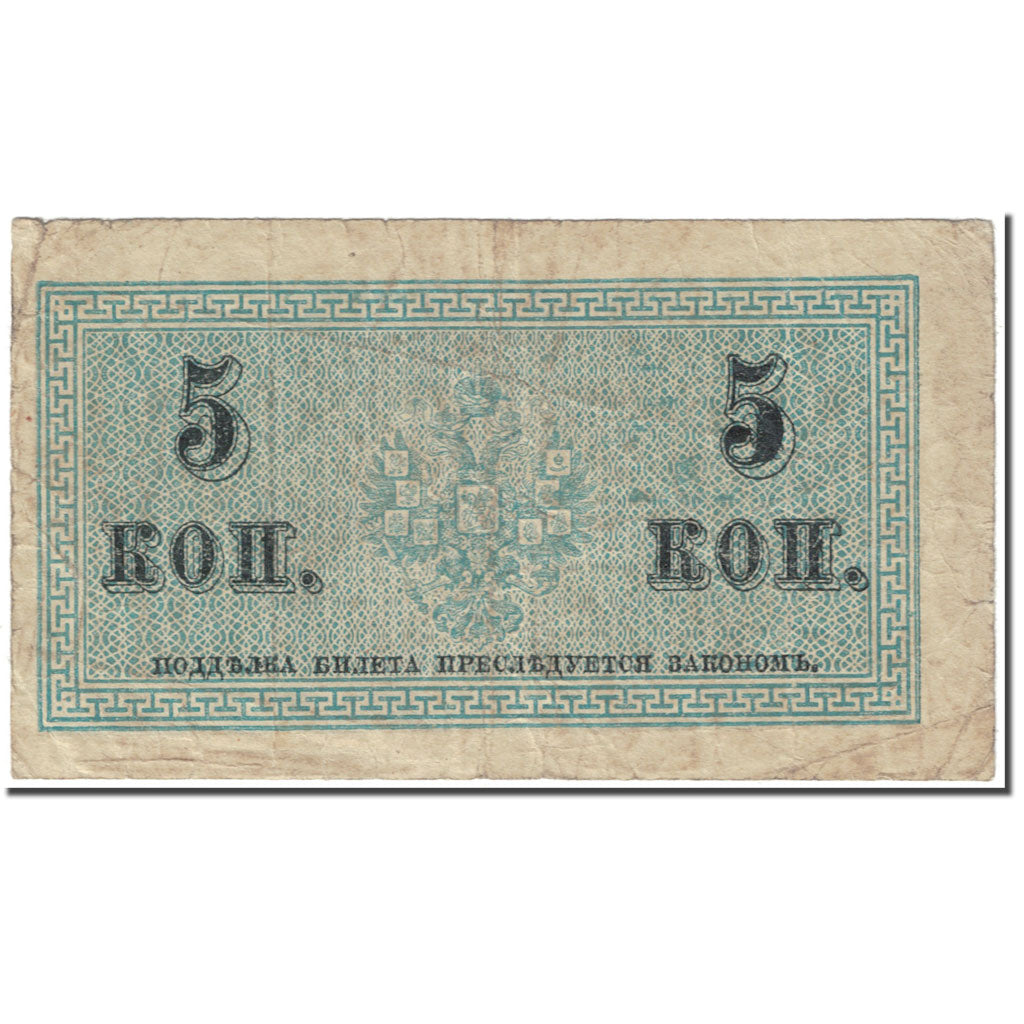 5 5
КОП. КОП.
ПОДДѢЛКА БИЛЕТА ПРЕСЛѢДУЕТСЯ ЗАКОНОМЪ.